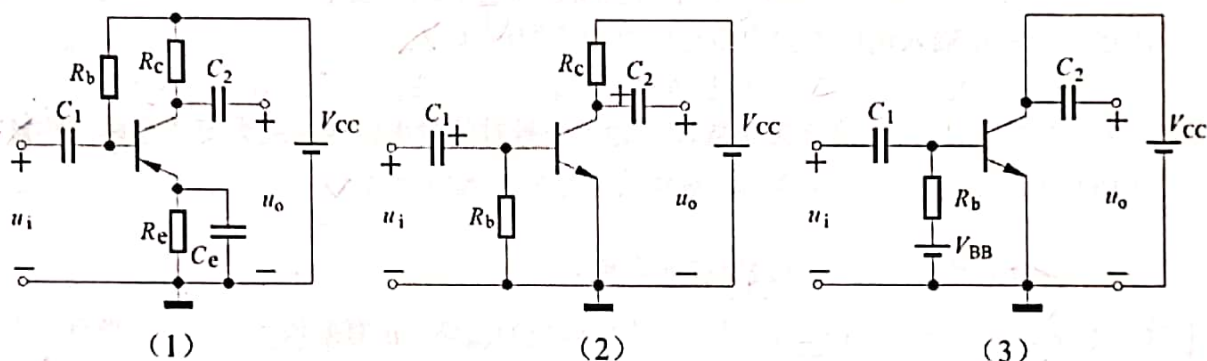 Rb
Rc
C1
C2
+
+
VCC
ui
Re
Ce
uo
−
−
(1)
Rc
C2
+
+
C1
+
+
VCC
ui
Rb
uo
−
−
(2)
C1
C2
+
+
VCC
ui
Rb
VBB
uo
−
−
(3)